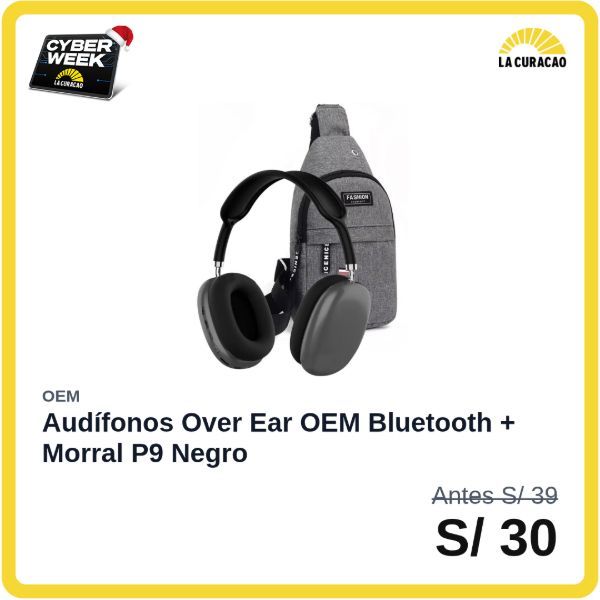 CYBER
WEEK
LA CURACAO
LA CURACAO
FASHION
OEM
Audífonos Over Ear OEM Bluetooth +
Morral P9 Negro
Antes S/ 39
S/ 30